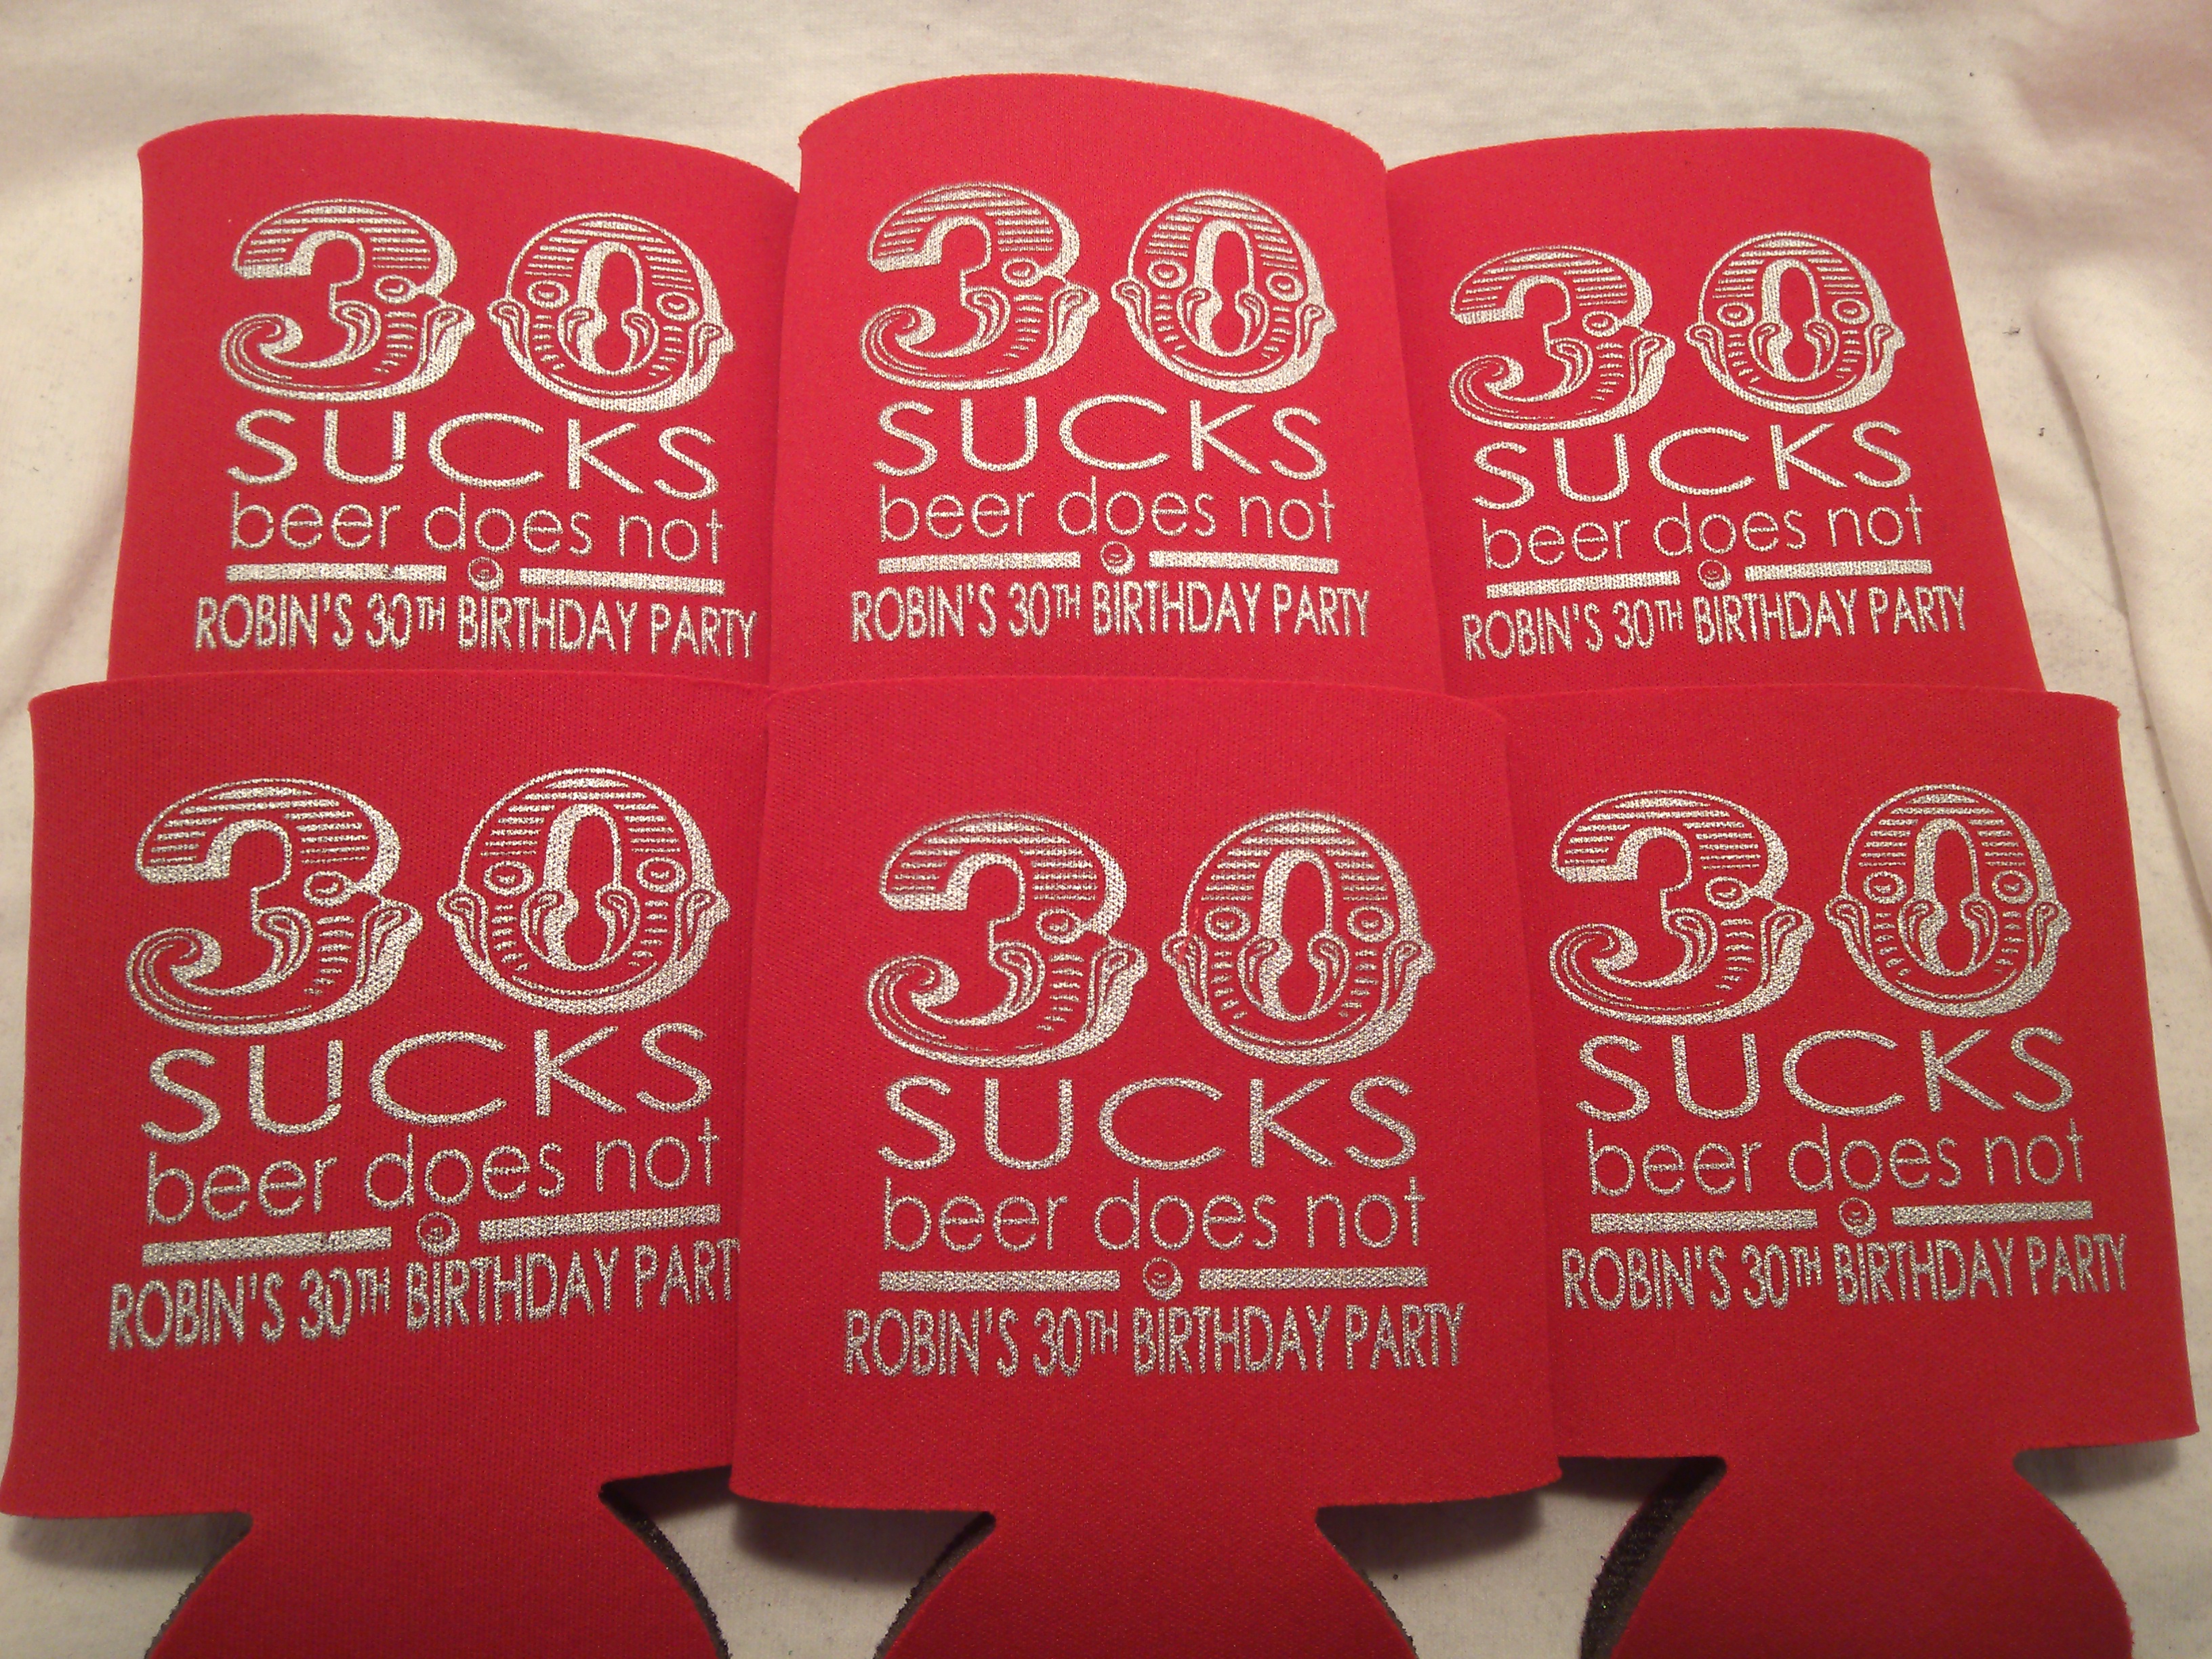 30
SUCKS
beer does not
ROBIN'S 30TH BIRTHDAY PARTY
30
SUCKS
beer does not
ROBIN'S 30TH BIRTHDAY PARTY
30
SUCKS
beer does not
ROBIN'S 30TH BIRTHDAY PARTY
30
SUCKS
beer does not
ROBIN'S 30TH BIRTHDAY PART
30
SUCKS
beer does not
ROBIN'S 30TH BIRTHDAY PARTY
30
SUCKS
beer does not
ROBIN'S 30TH BIRTHDAY PARTY